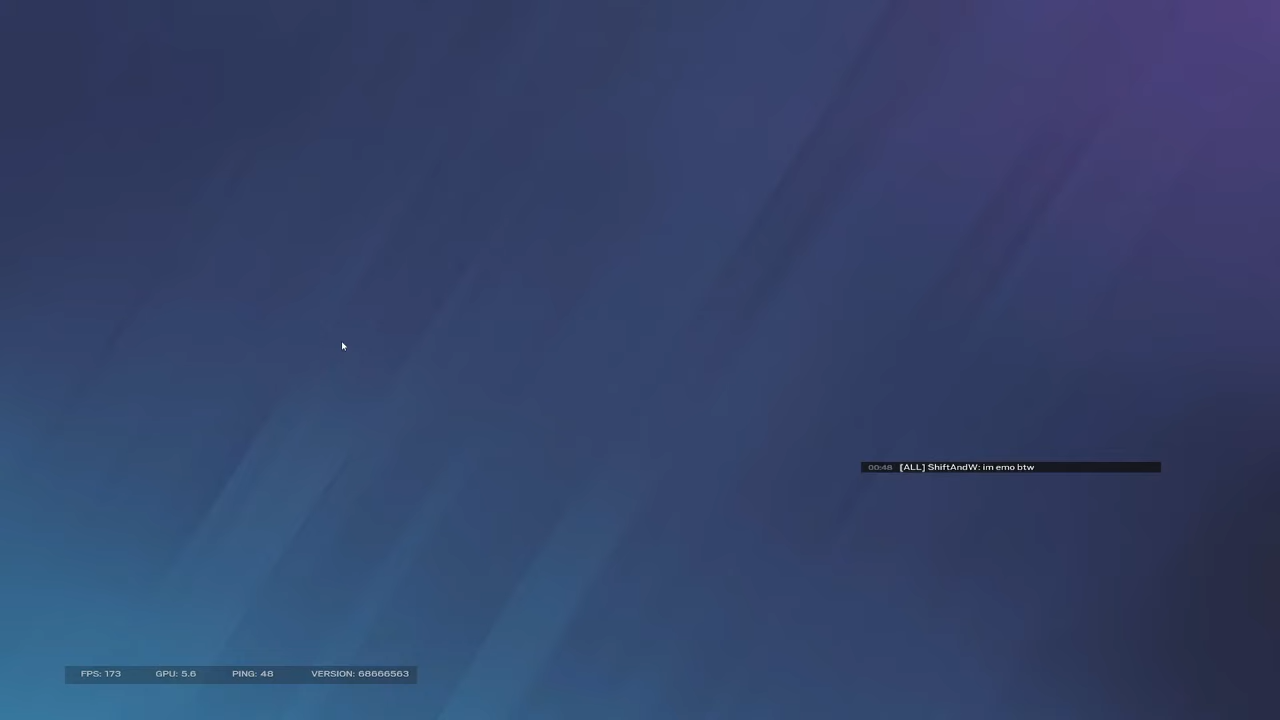 00:48 [ALL] ShiftAndW: im emo btw
FPS: 173 GPU: 5.6 PING: 48 VERSION: 68666563